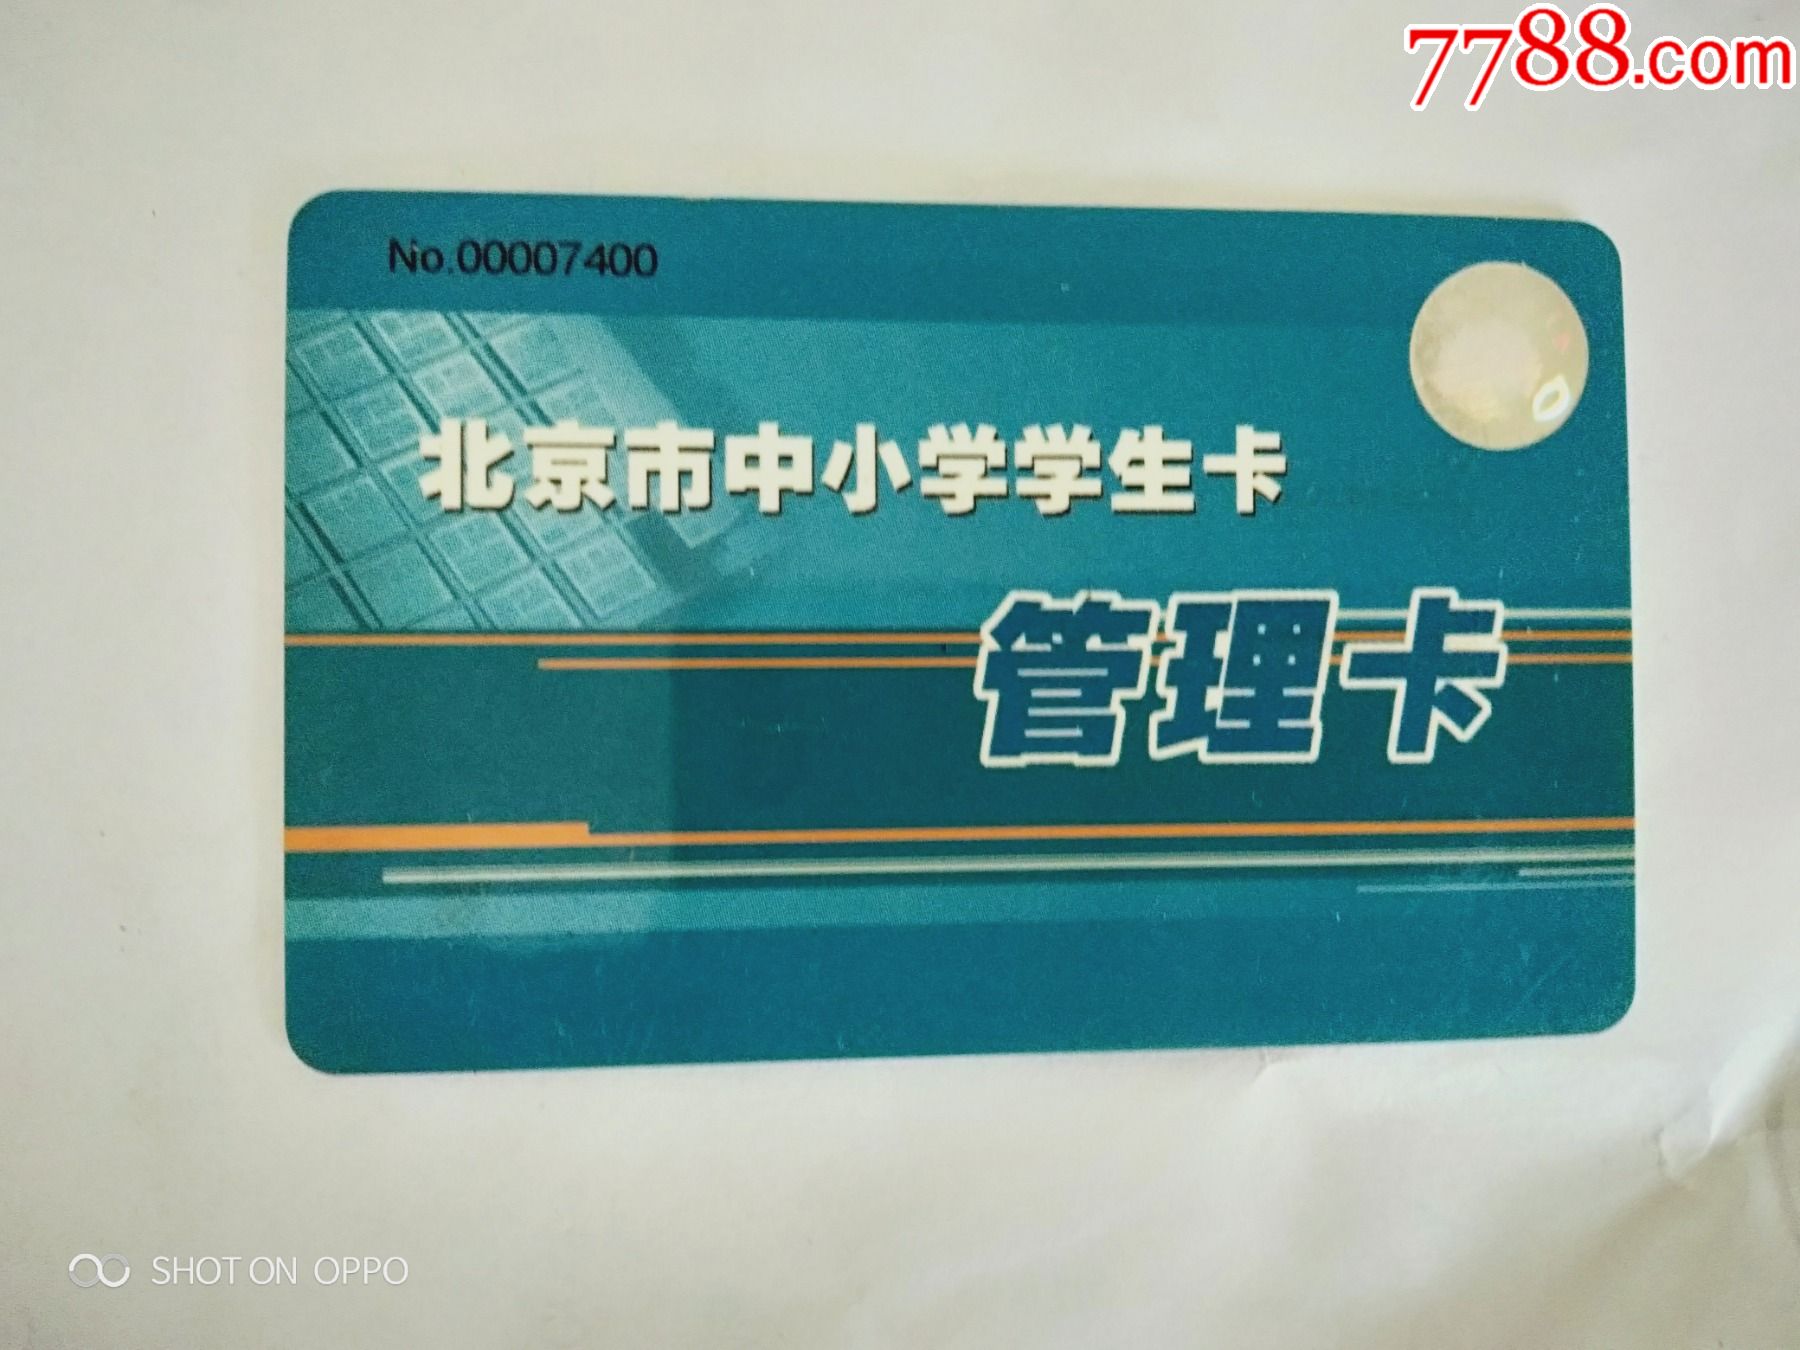 7788.com
No.00007400
北京市中小学学生卡
管理卡
SHOT ON OPPO